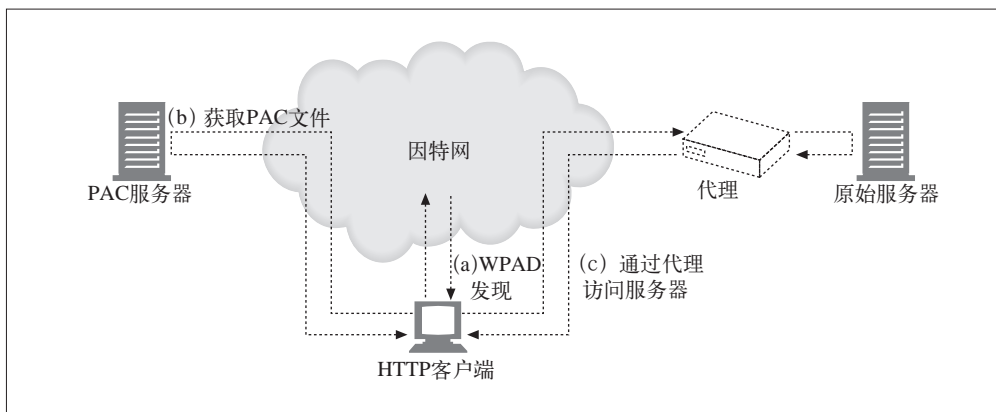 (b) 获取PAC文件
因特网
PAC服务器
代理
原始服务器
(a)WPAD
发现
(c) 通过代理
访问服务器
HTTP客户端